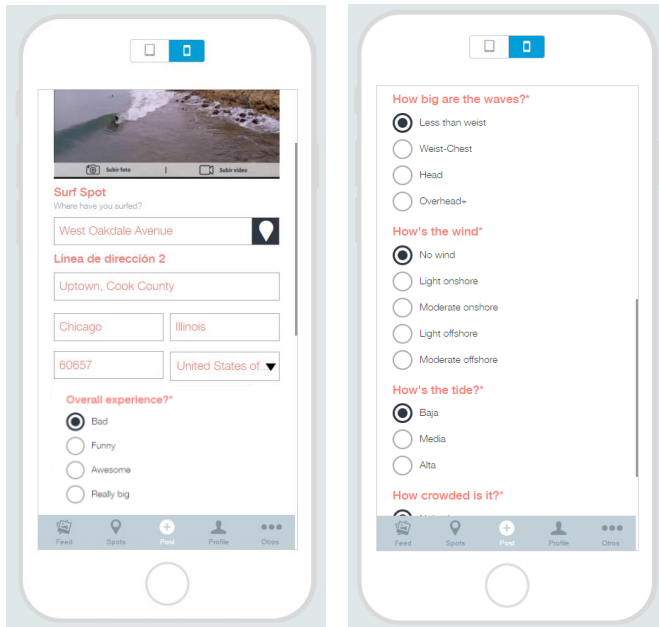 Subir foto | Subir video
Surf Spot
Where have you surfed?
West Oakdale Avenue
Línea de dirección 2
Uptown, Cook County
Chicago Illinois
60657 United States of..
Overall experience?*
Bad
Funny
Awesome
Really big
Feed Spots Post Profile Otros
How big are the waves?*
Less than weist
Weist-Chest
Head
Overhead+
How's the wind*
No wind
Light onshore
Moderate onshore
Light offshore
Moderate offshore
How's the tide?*
Baja
Media
Alta
How crowded is it?*
Feed Spots Post Profile Otros